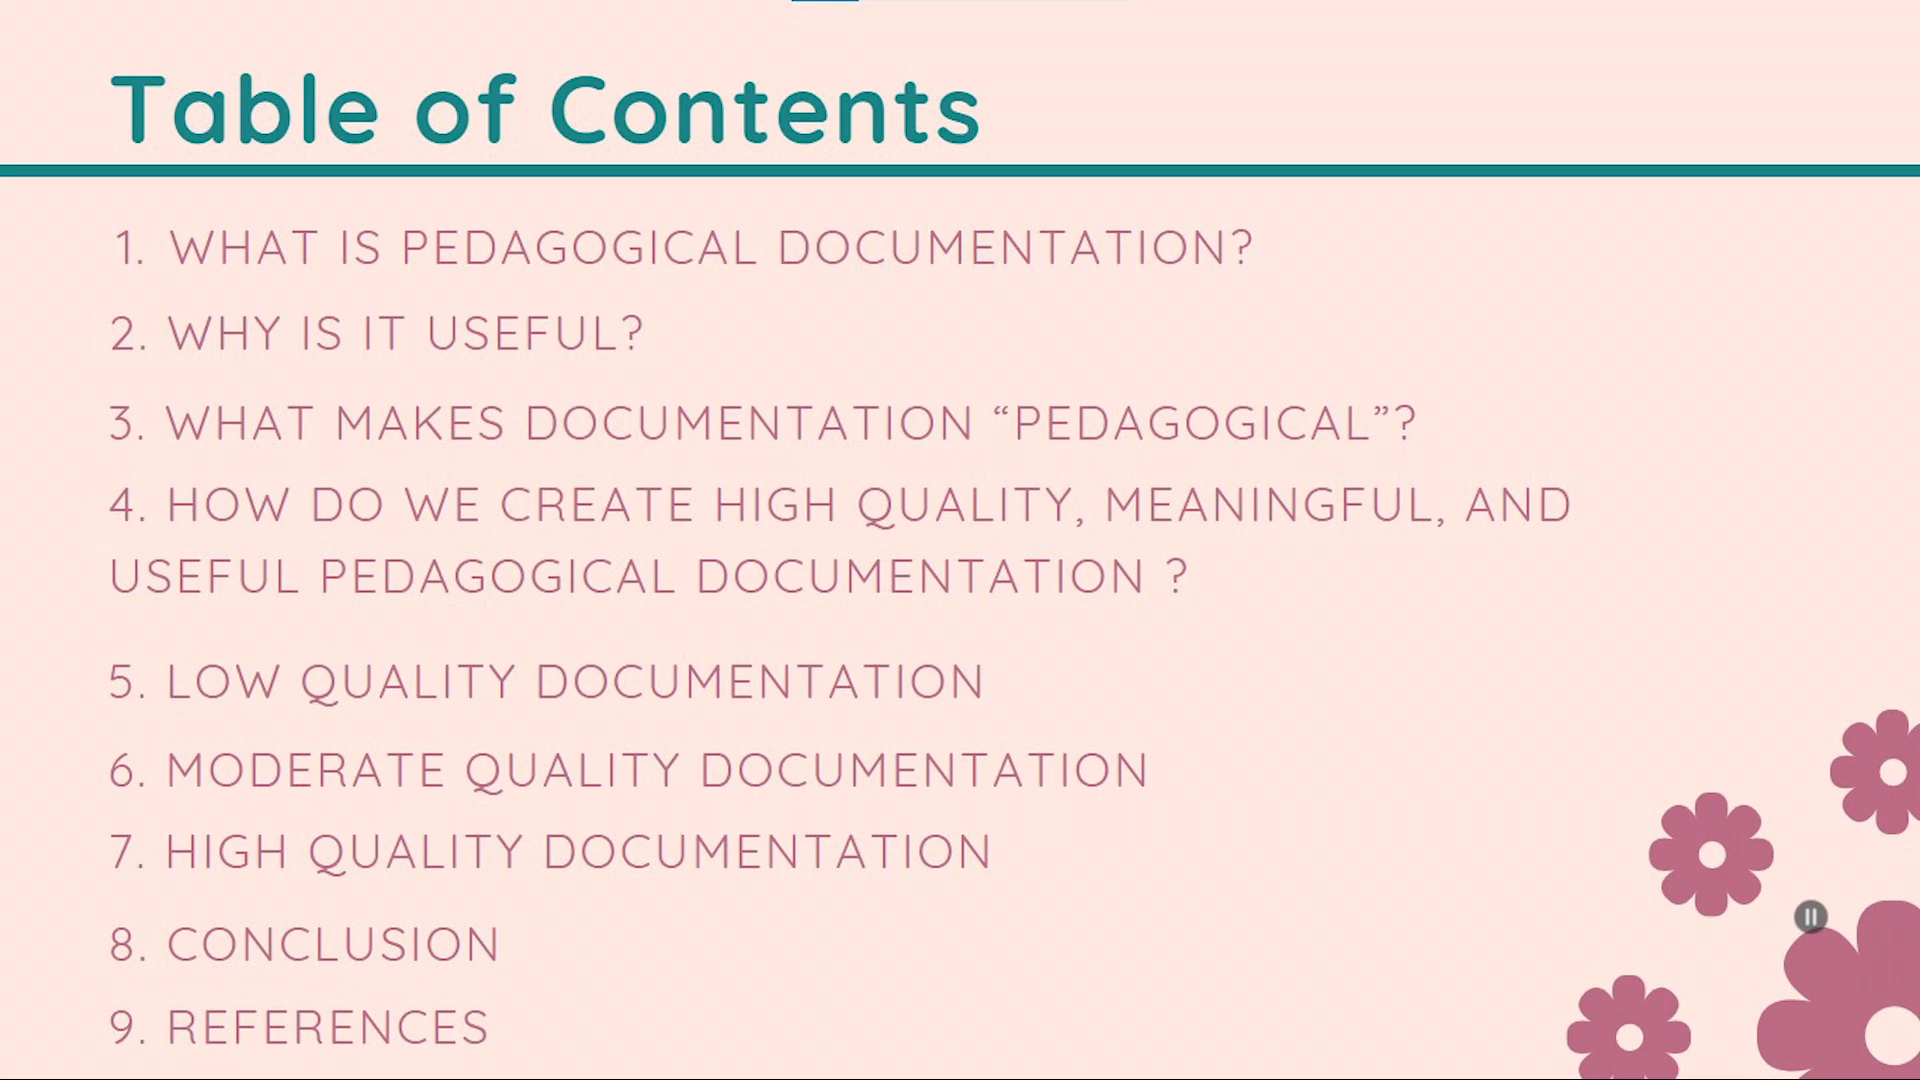 Table of Contents
1. WHAT IS PEDAGOGICAL DOCUMENTATION?
2. WHY IS IT USEFUL?
3. WHAT MAKES DOCUMENTATION “PEDAGOGICAL”?
4. HOW DO WE CREATE HIGH QUALITY, MEANINGFUL, AND
USEFUL PEDAGOGICAL DOCUMENTATION ?
5. LOW QUALITY DOCUMENTATION
6. MODERATE QUALITY DOCUMENTATION
7. HIGH QUALITY DOCUMENTATION
8. CONCLUSION
9. REFERENCES